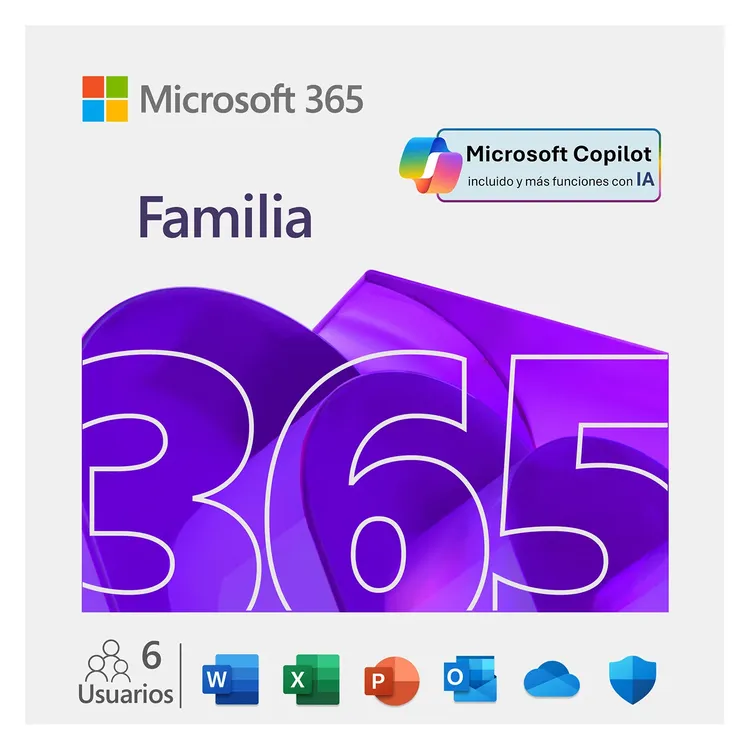 Microsoft 365
Microsoft Copilot
incluido y más funciones con IA
Familia
365
6
Usuarios
W
X
P
O